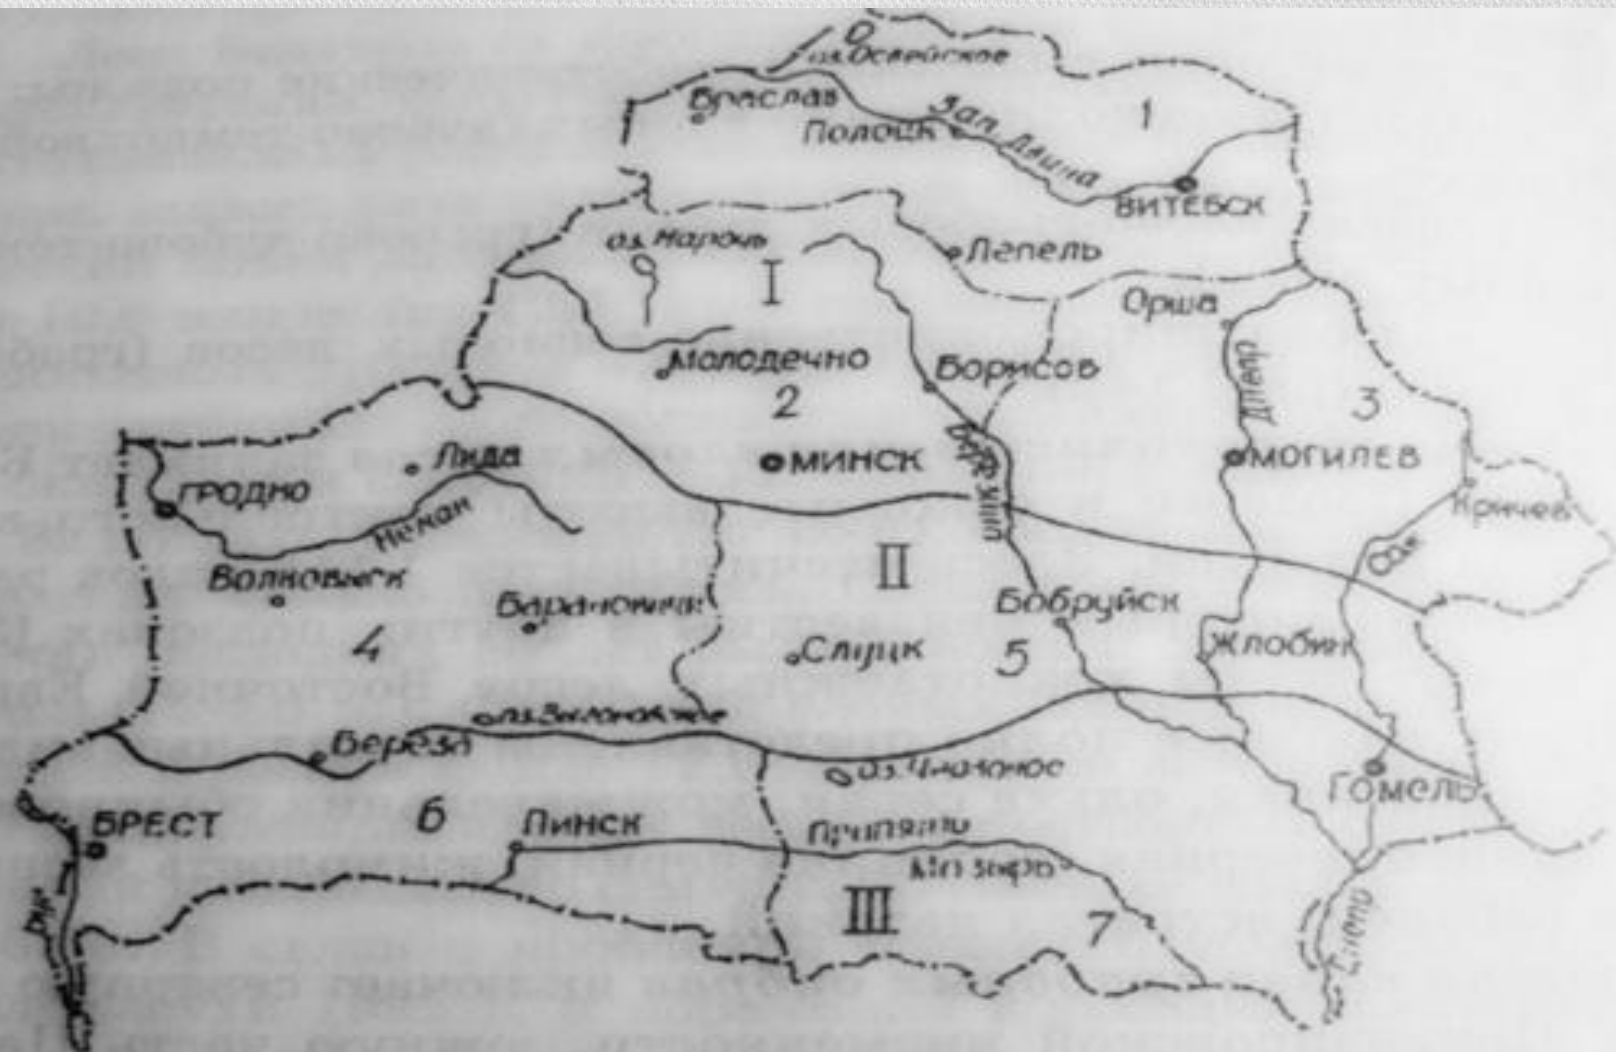 оз. Освейское
Браслав
Зап. Двина
1
Полоцк
ВИТЕБСК
оз. Нарочь
Лепель
I
Орша
Молодечно
Борисов
Днепр
2
3
Лида
МИНСК
МОГИЛЕВ
ГРОДНО
Кричев
Неман
II
Волковыск
Барановичи
Бобруйск
4
Слуцк
5
Жлобин
Береза
Гомель
6
БРЕСТ
Пинск
Припять
Мозырь
III
7
Днепр